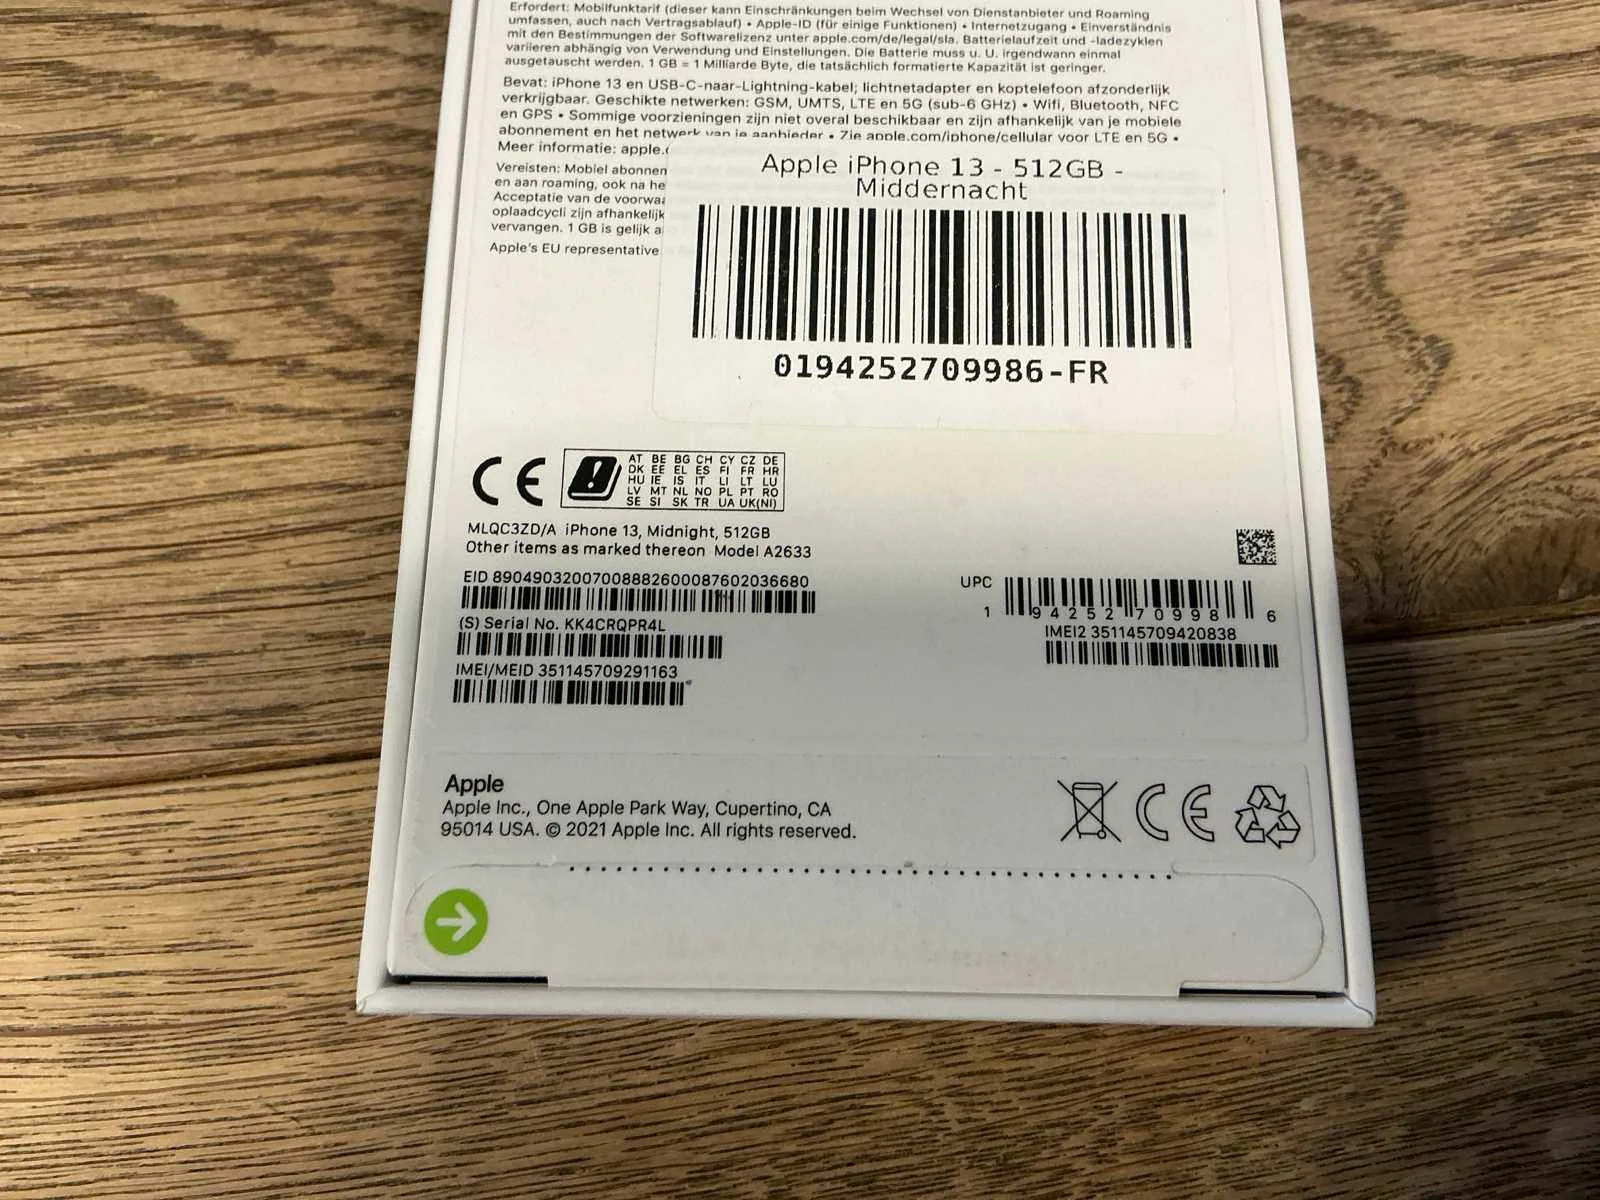 Erfordert: Mobilfunktarif (dieser kann Einschränkungen beim Wechsel von Dienstanbieter und Roaming
umfassen, auch nach Vertragsablauf) • Apple-ID (für einige Funktionen) • Internetzugang • Einverständnis
mit den Bestimmungen der Softwarelizenz unter apple.com/de/legal/sla. Batterielaufzeit und -ladezyklen
variieren abhängig von Verwendung und Einstellungen. Die Batterie muss u. U. irgendwann einmal
ausgetauscht werden. 1 GB = 1 Milliarde Byte, die tatsächlich formatierte Kapazität ist geringer.
Bevat: iPhone 13 en USB-C-naar-Lightning-kabel; lichtnetadapter en koptelefoon afzonderlijk
verkrijgbaar. Geschikte netwerken: GSM, UMTS, LTE en 5G (sub-6 GHz) • Wifi, Bluetooth, NFC
en GPS • Sommige voorzieningen zijn niet overal beschikbaar en zijn afhankelijk van je mobiele
abonnement en het netwerk van je aanbieder • Zie apple.com/iphone/cellular voor LTE en 5G •
Meer informatie: apple.
Vereisten: Mobiel abonnen
en aan roaming, ook na he
Acceptatie van de voorwaa
oplaadcycli zijn afhankelijk
vervangen. 1 GB is gelijk a
Apple's EU representative
Apple iPhone 13 - 512GB -
Middernacht
0194252709986-FR
CE
AT BE BG CH CY CZ DE
DK EE EL ES FI FR HR
HU IE IS IT LI LT LU
LV MT NL NO PL PT RO
SE SI SK TR UA UK(NI)
MLQC3ZD/A iPhone 13, Midnight, 512GB
Other items as marked thereon Model A2633
EID 89049032007008882600087602036680
(S) Serial No. KK4CRQPR4L
IMEI/MEID 351145709291163
UPC
1 94252 70998 6
IMEI2 351145709420838
Apple
Apple Inc., One Apple Park Way, Cupertino, CA
95014 USA. © 2021 Apple Inc. All rights reserved.
CE